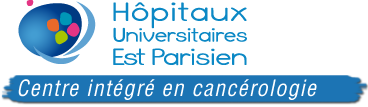 Hôpitaux
Universitaires
Est Parisien
Centre intégré en cancérologie